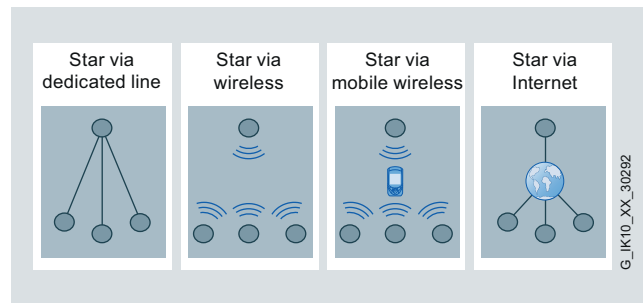 Star via
dedicated line
Star via
wireless
Star via
mobile wireless
Star via
Internet
G_IK10_XX_30292